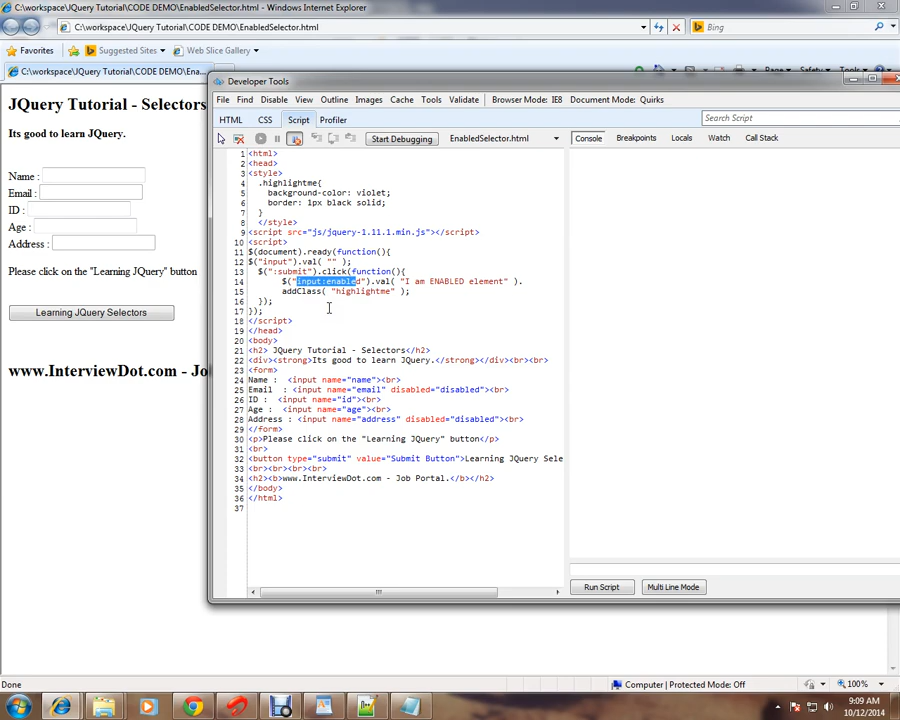 C:\workspace\JQuery Tutorial\CODE DEMO\EnabledSelector.html - Windows Internet Explorer
C:\workspace\JQuery Tutorial\CODE DEMO\EnabledSelector.html
Bing
Favorites
Suggested Sites
Web Slice Gallery
C:\workspace\JQuery Tutorial\CODE DEMO\Ena...
Page
Safety
Tools
JQuery Tutorial - Selectors
Its good to learn JQuery.
Name :
Email :
ID :
Age :
Address :
Please click on the "Learning JQuery" button
Learning JQuery Selectors
www.InterviewDot.com - Jo
Developer Tools
File Find Disable View Outline Images Cache Tools Validate Browser Mode: IE8 Document Mode: Quirks
HTML CSS Script Profiler
Search Script
Start Debugging EnabledSelector.html
Console Breakpoints Locals Watch Call Stack
1 <html>
2 <head>
3 <style>
4 .highlightme{
5 background-color: violet;
6 border: 1px black solid;
7 }
8 </style>
9 <script src="js/jquery-1.11.1.min.js"></script>
10 <script>
11 $(document).ready(function(){
12 $("input").val( "" );
13 $(":submit").click(function(){
14 $("input:enabled").val( "I am ENABLED element" ).
15 addClass( "highlightme" );
16 });
17 });
18 </script>
19 </head>
20 <body>
21 <h2> JQuery Tutorial - Selectors</h2>
22 <div><strong>Its good to learn JQuery.</strong></div><br><br>
23 <form>
24 Name : <input name="name"><br>
25 Email : <input name="email" disabled="disabled"><br>
26 ID : <input name="id"><br>
27 Age : <input name="age"><br>
28 Address : <input name="address" disabled="disabled"><br>
29 </form>
30 <p>Please click on the "Learning JQuery" button</p>
31 <br>
32 <button type="submit" value="Submit Button">Learning JQuery Sele
33 <br><br><br><br>
34 <h2><b>www.InterviewDot.com - Job Portal.</b></h2>
35 </body>
36 </html>
37
Run Script Multi Line Mode
Done
Computer | Protected Mode: Off
100%
9:09 AM
10/12/2014